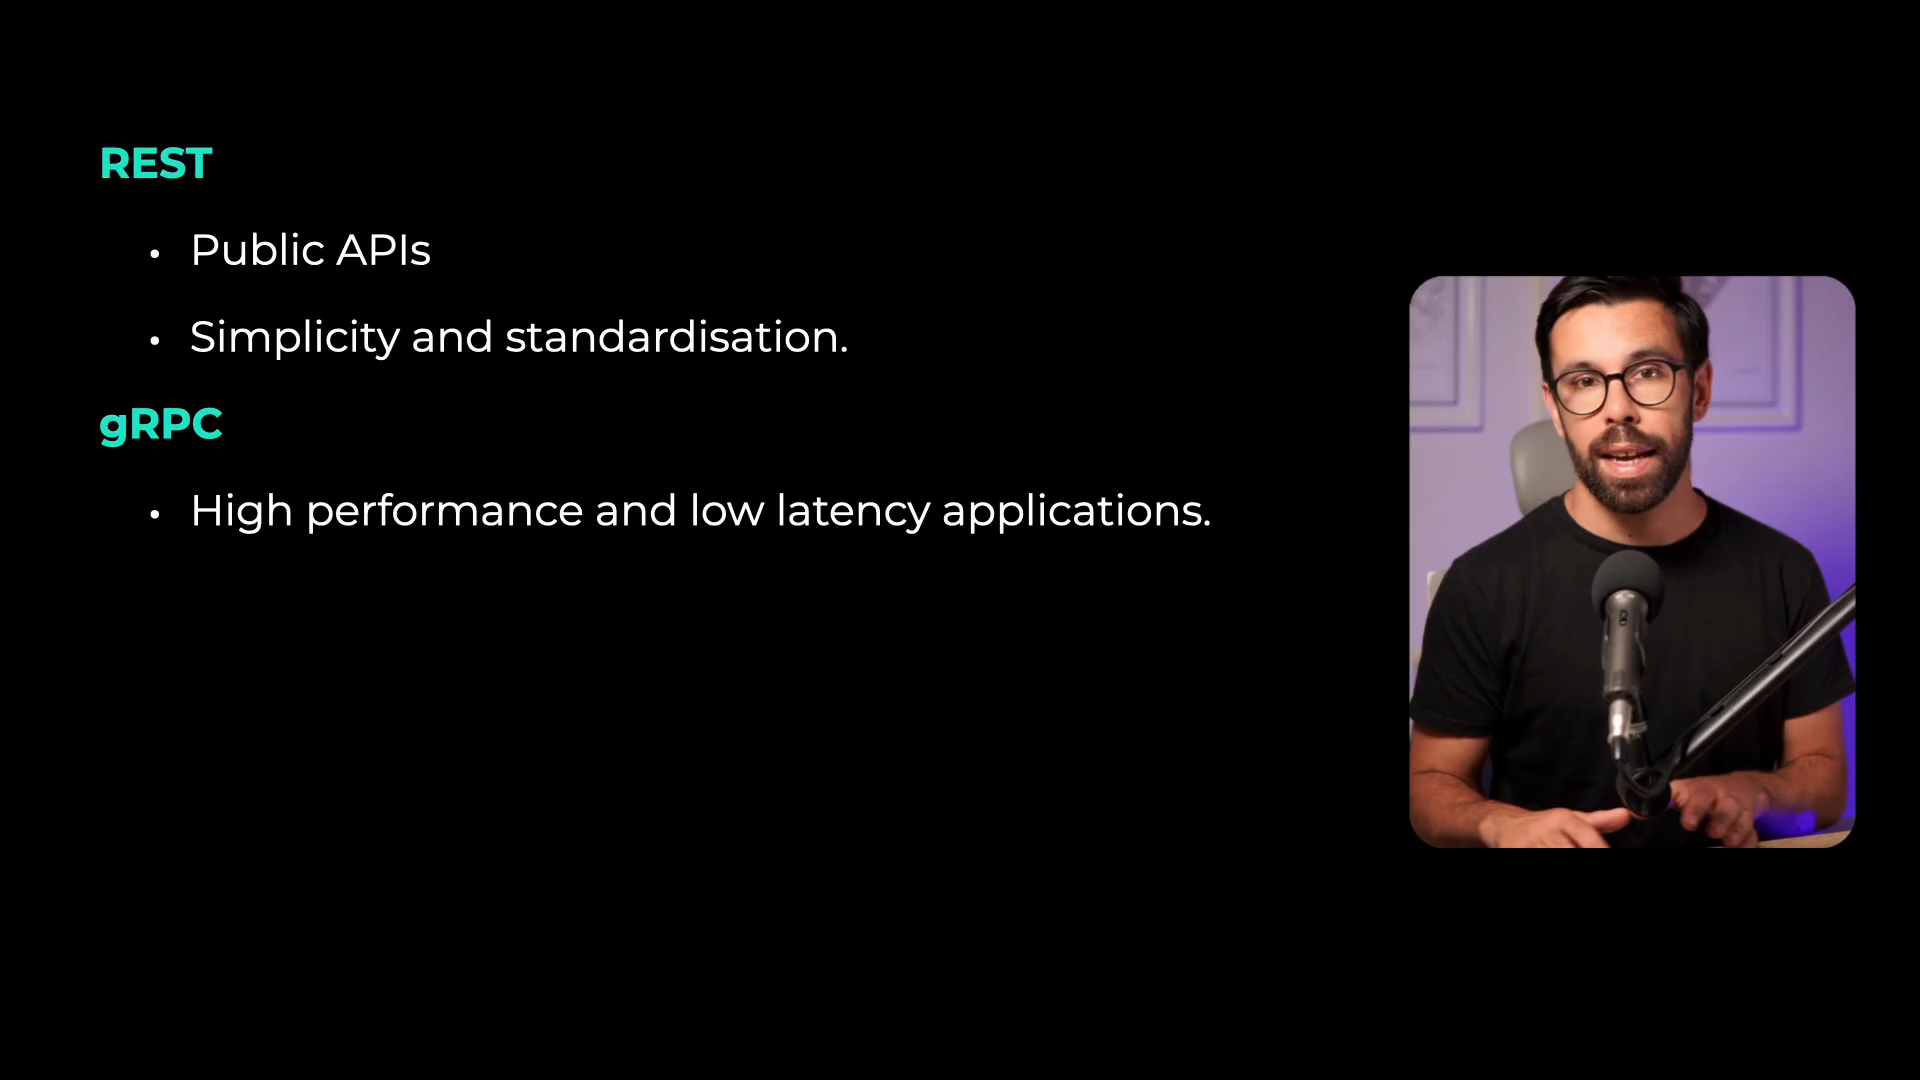 REST
• Public APIs
• Simplicity and standardisation.
gRPC
• High performance and low latency applications.